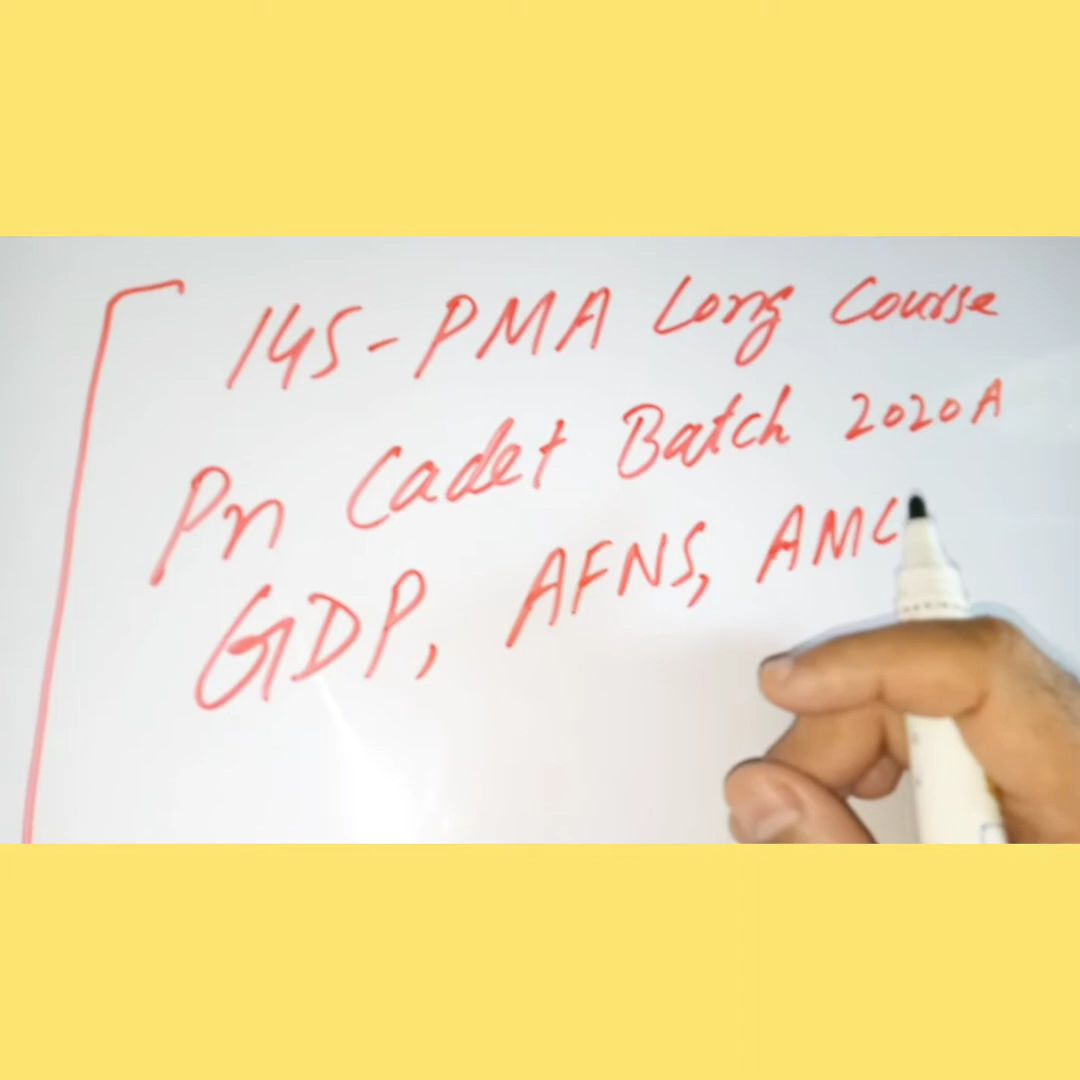 145-PMA Long Course
Pn Cadet Batch 2020A
GDP, AFNS, AMC